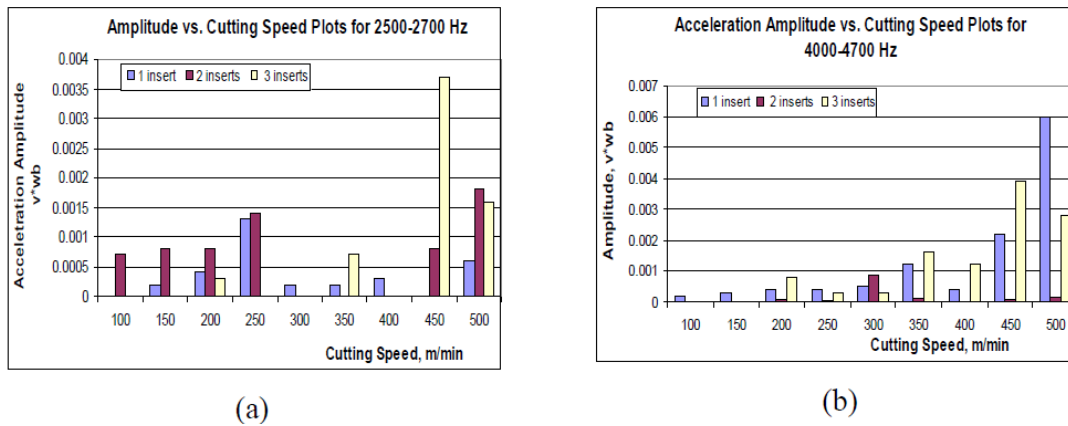 Amplitude vs. Cutting Speed Plots for 2500-2700 Hz
Acceletration Amplitude
v*wb
0.004
0.0035
0.003
0.0025
0.002
0.0015
0.001
0.0005
0
1 insert 2 inserts 3 inserts
100 150 200 250 300 350 400 450 500
Cutting Speed, m/min
(a)
Acceleration Amplitude vs. Cutting Speed Plots for
4000-4700 Hz
Amplitude, v*wb
0.007
0.006
0.005
0.004
0.003
0.002
0.001
0
1 insert 2 inserts 3 inserts
100 150 200 250 300 350 400 450 500
Cutting Speed, m/min
(b)